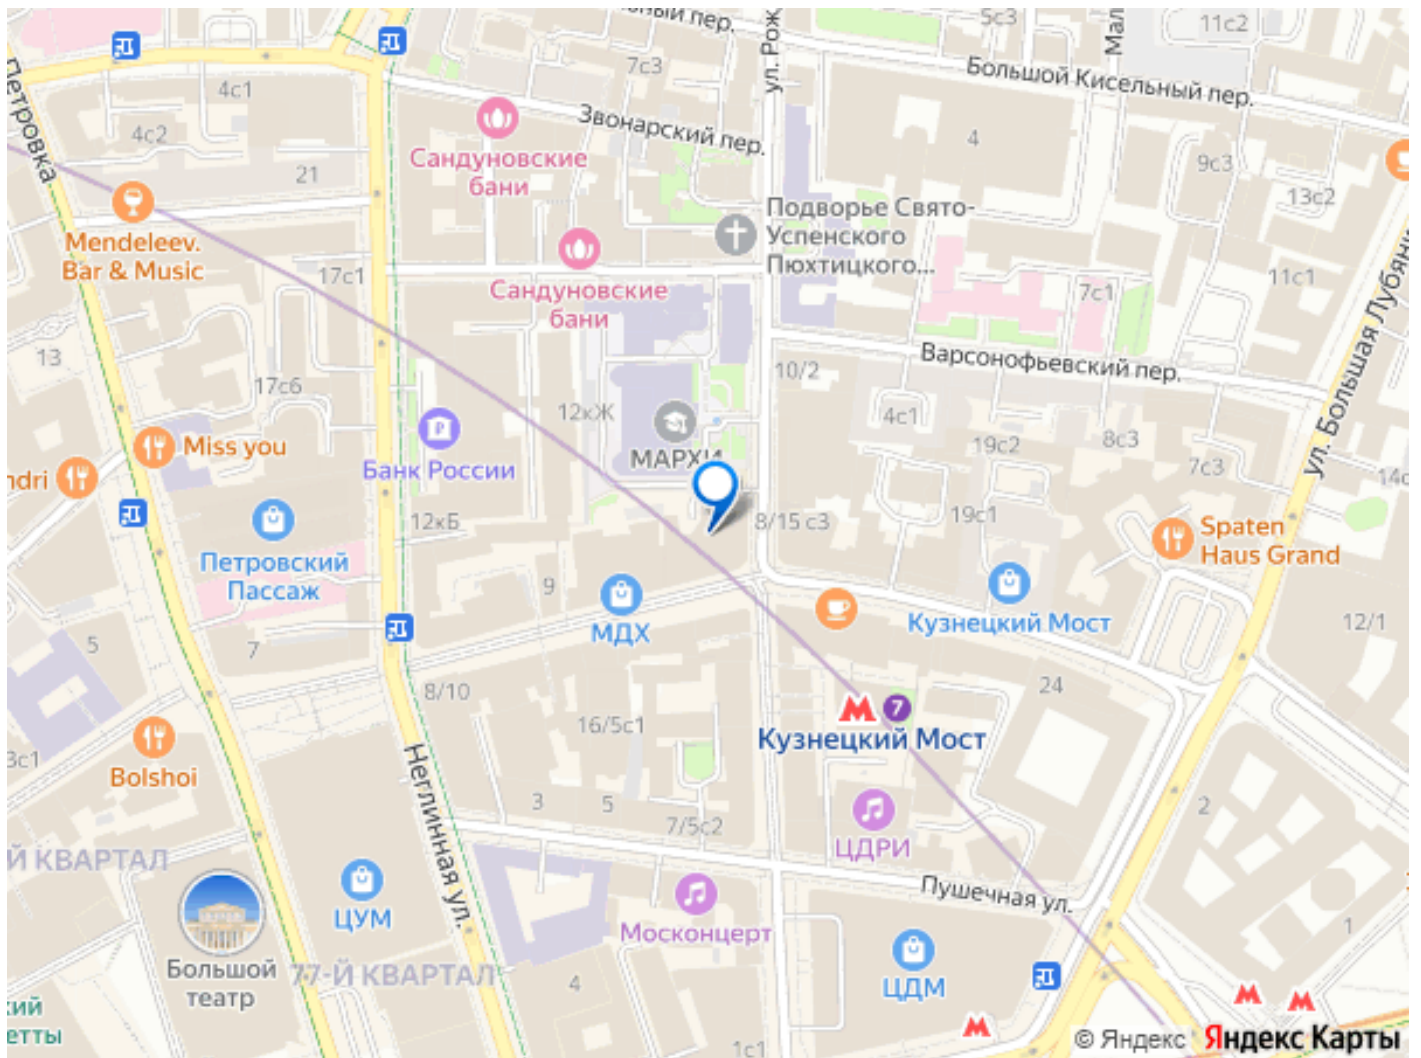 ный пер.
5с3
11с2
ул. Рож
Мал
7с3
Большой Кисельный пер.
4с1
Петровка
Звонарский пер.
4с2
4
Сандуновские
бани
9с3
21
13с2
Подворье Свято-
Успенского
Пюхтицкого...
Mendeleev.
Bar & Music
17с1
Сандуновские
бани
11с1
7с1
ул. Большая Лубян
13
Варсонофьевский пер.
10/2
17с6
12кЖ
4с1
19с2
8с3
Miss you
МАРХИ
Банк России
7с3
ndri
14с
12кБ
8/15 с3
19с1
Spaten
Haus Grand
Петровский
Пассаж
9
МДХ
Кузнецкий Мост
12/1
5
7
8/10
24
16/5с1
7
Кузнецкий Мост
3с1
Bolshoi
Неглинная ул.
3
5
7/5с2
2
ЦДРИ
Й КВАРТАЛ
Пушечная ул.
ЦУМ
Москонцерт
1
Большой
театр
77-Й КВАРТАЛ
4
ЦДМ
кий
етты
1с1
© Яндекс Яндекс Карты